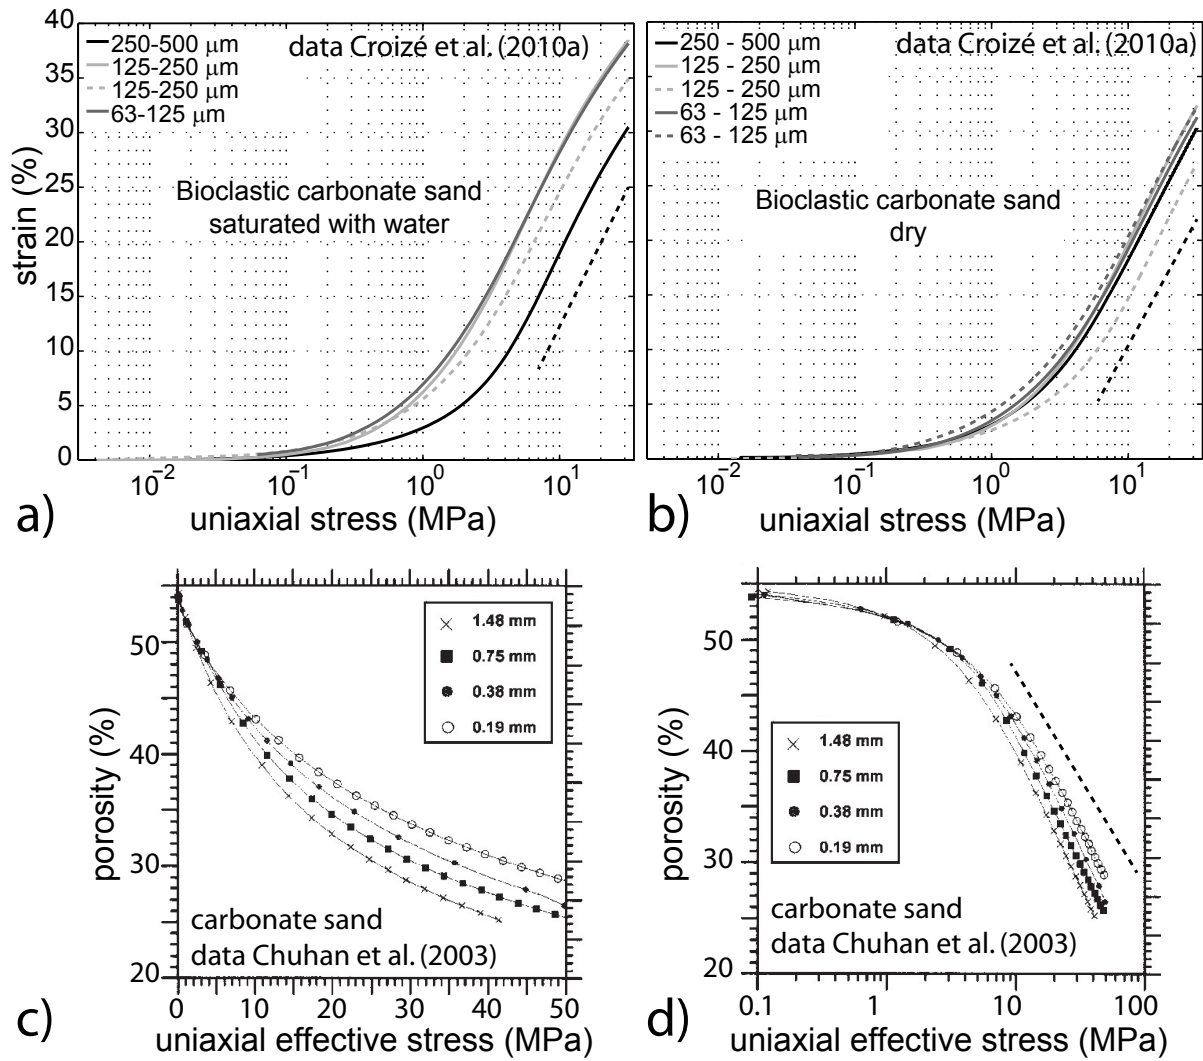 40
35
30
25
20
15
10
5
0
strain (%)
250-500 μm
125-250 μm
125-250 μm
63-125 μm
data Croizé et al. (2010a)
Bioclastic carbonate sand
saturated with water
10⁻²
10⁻¹
10⁰
10¹
uniaxial stress (MPa)
a)
250 - 500 μm
125 - 250 μm
125 - 250 μm
63 - 125 μm
63 - 125 μm
data Croizé et al. (2010a)
Bioclastic carbonate sand
dry
10⁻²
10⁻¹
10⁰
10¹
uniaxial stress (MPa)
b)
50
40
30
20
porosity (%)
1.48 mm
0.75 mm
0.38 mm
0.19 mm
carbonate sand
data Chuhan et al. (2003)
0 10 20 30 40 50
uniaxial effective stress (MPa)
c)
50
40
30
20
porosity (%)
1.48 mm
0.75 mm
0.38 mm
0.19 mm
carbonate sand
data Chuhan et al. (2003)
0.1 1 10 100
uniaxial effective stress (MPa)
d)